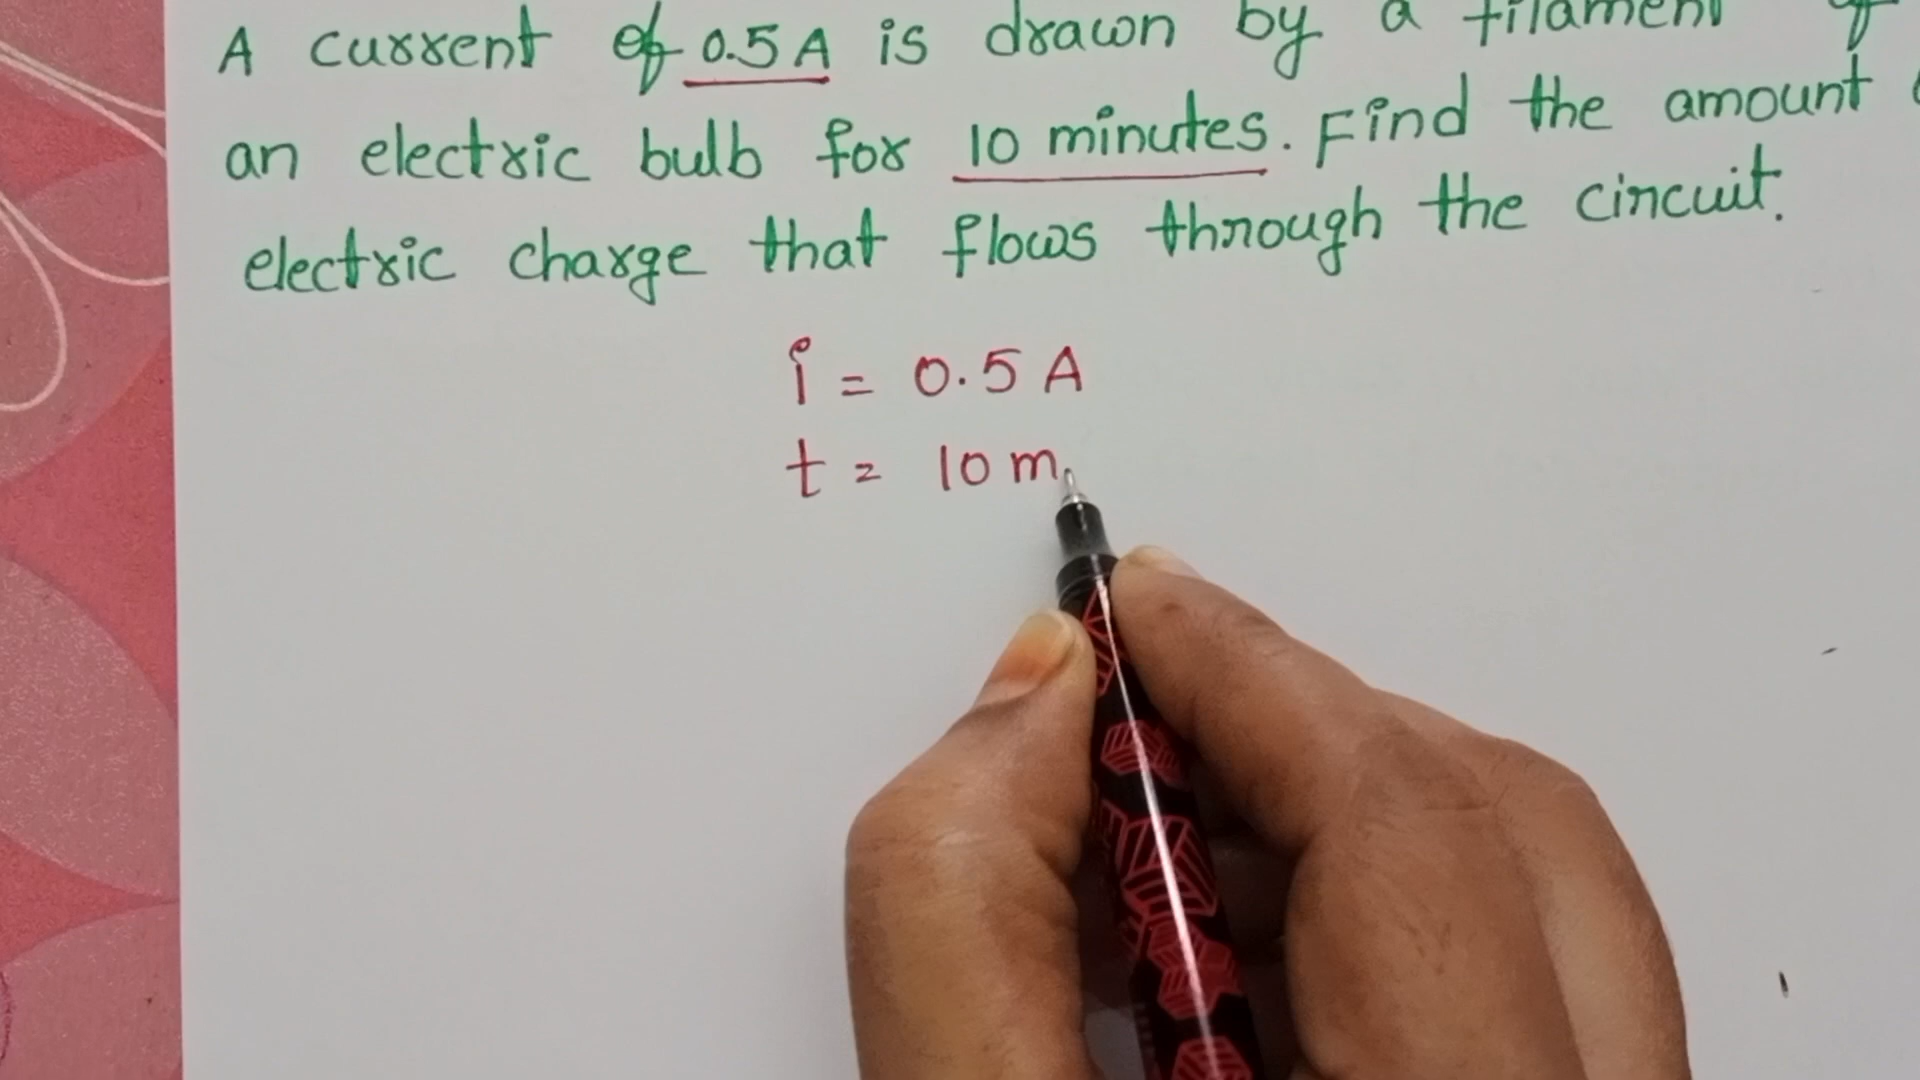 A current of 0.5 A is drawn by a filament of
an electric bulb for 10 minutes. Find the amount
electric charge that flows through the circuit.
i = 0.5 A
t = 10 m